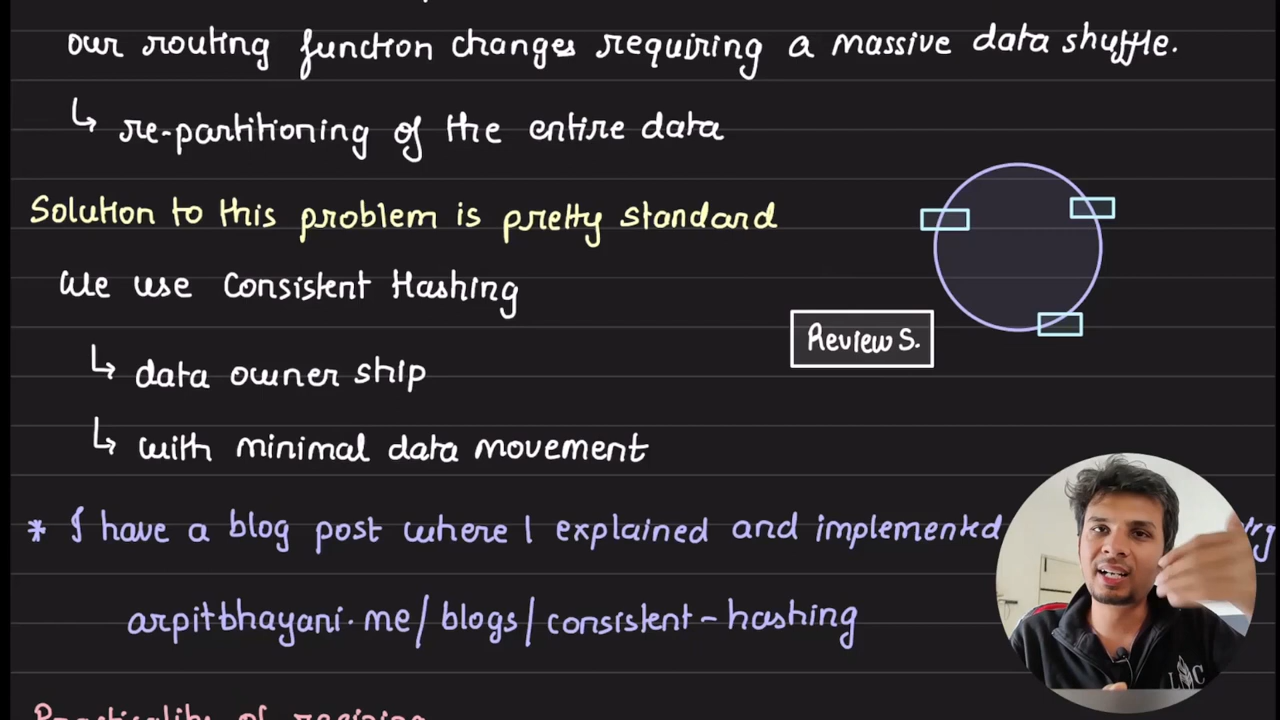 our routing function changes requiring a massive data shuffle.
↳ re-partitioning of the entire data
Solution to this problem is pretty standard
We use Consistent Hashing
Review S.
↳ data owner ship
↳ with minimal data movement
* I have a blog post where I explained and implemented
arpitbhayani.me/blogs/consistent-hashing